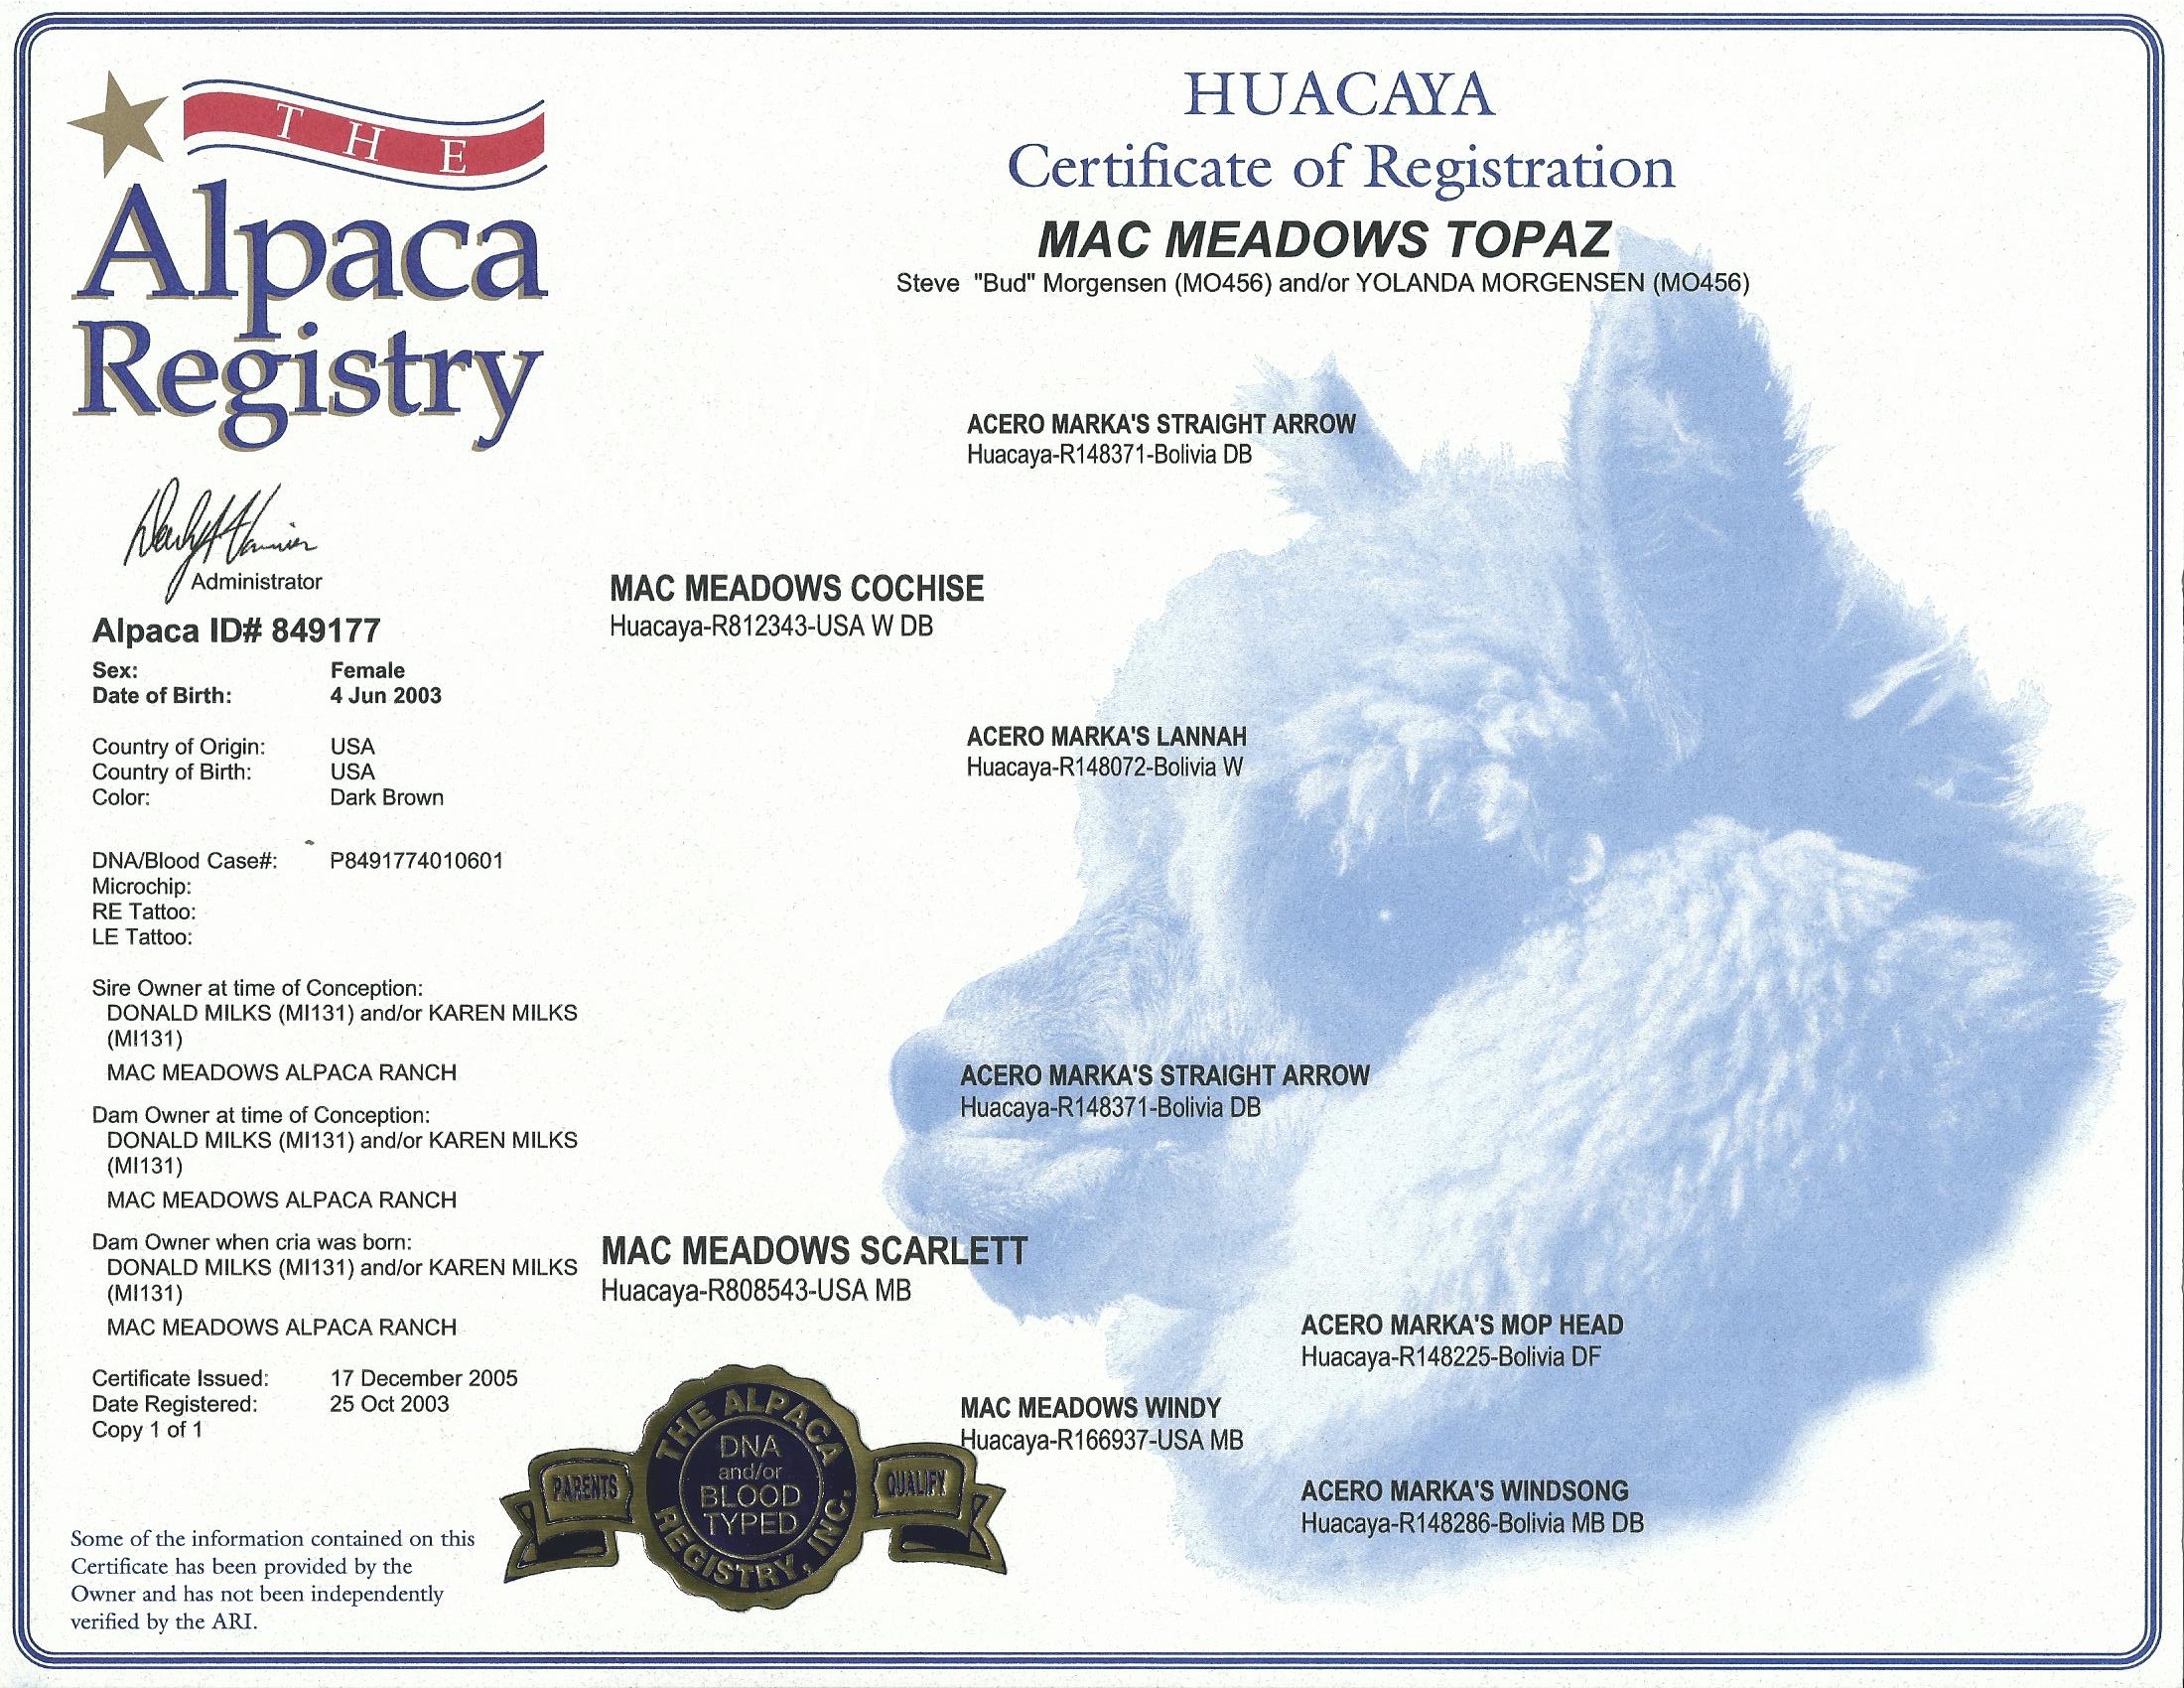 THE
Alpaca
Registry
HUACAYA
Certificate of Registration
MAC MEADOWS TOPAZ
Steve "Bud" Morgensen (MO456) and/or YOLANDA MORGENSEN (MO456)
Administrator
Alpaca ID# 849177
Sex: Female
Date of Birth: 4 Jun 2003
Country of Origin: USA
Country of Birth: USA
Color: Dark Brown
DNA/Blood Case#: P8491774010601
Microchip:
RE Tattoo:
LE Tattoo:
Sire Owner at time of Conception:
DONALD MILKS (MI131) and/or KAREN MILKS
(MI131)
MAC MEADOWS ALPACA RANCH
Dam Owner at time of Conception:
DONALD MILKS (MI131) and/or KAREN MILKS
(MI131)
MAC MEADOWS ALPACA RANCH
Dam Owner when cria was born:
DONALD MILKS (MI131) and/or KAREN MILKS
(MI131)
MAC MEADOWS ALPACA RANCH
Certificate Issued: 17 December 2005
Date Registered: 25 Oct 2003
Copy 1 of 1
Some of the information contained on this
Certificate has been provided by the
Owner and has not been independently
verified by the ARI.
ACERO MARKA'S STRAIGHT ARROW
Huacaya-R148371-Bolivia DB
MAC MEADOWS COCHISE
Huacaya-R812343-USA W DB
ACERO MARKA'S LANNAH
Huacaya-R148072-Bolivia W
ACERO MARKA'S STRAIGHT ARROW
Huacaya-R148371-Bolivia DB
MAC MEADOWS SCARLETT
Huacaya-R808543-USA MB
ACERO MARKA'S MOP HEAD
Huacaya-R148225-Bolivia DF
MAC MEADOWS WINDY
Huacaya-R166937-USA MB
ACERO MARKA'S WINDSONG
Huacaya-R148286-Bolivia MB DB
THE ALPACA
REGISTRY, INC.
PARENTS
DNA
and/or
BLOOD
TYPED
QUALIFY